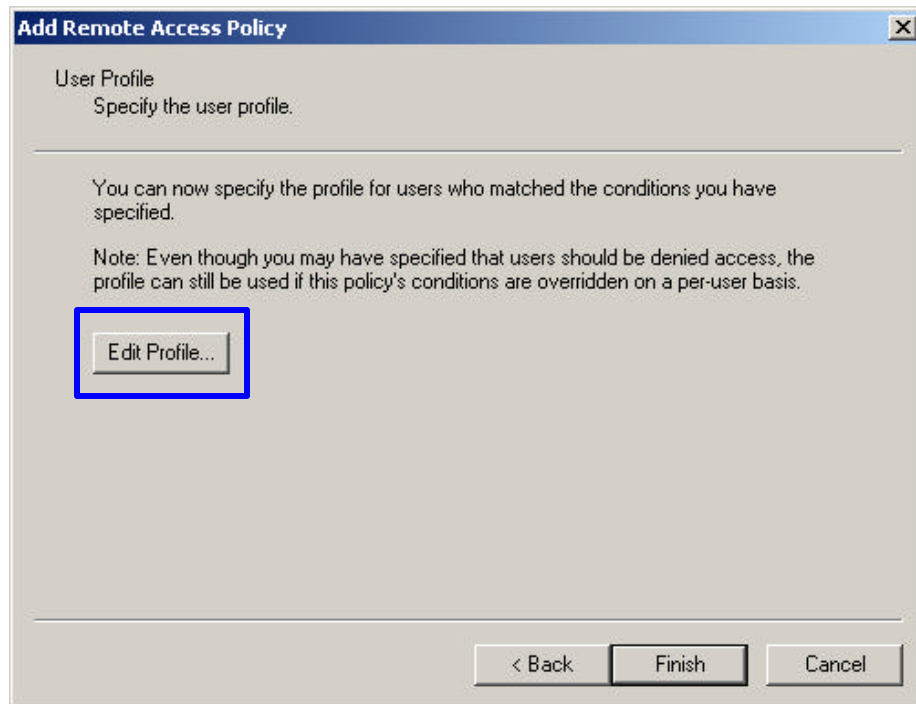 Add Remote Access Policy
User Profile
Specify the user profile.
You can now specify the profile for users who matched the conditions you have
specified.
Note: Even though you may have specified that users should be denied access, the
profile can still be used if this policy's conditions are overridden on a per-user basis.
Edit Profile...
< Back Finish Cancel